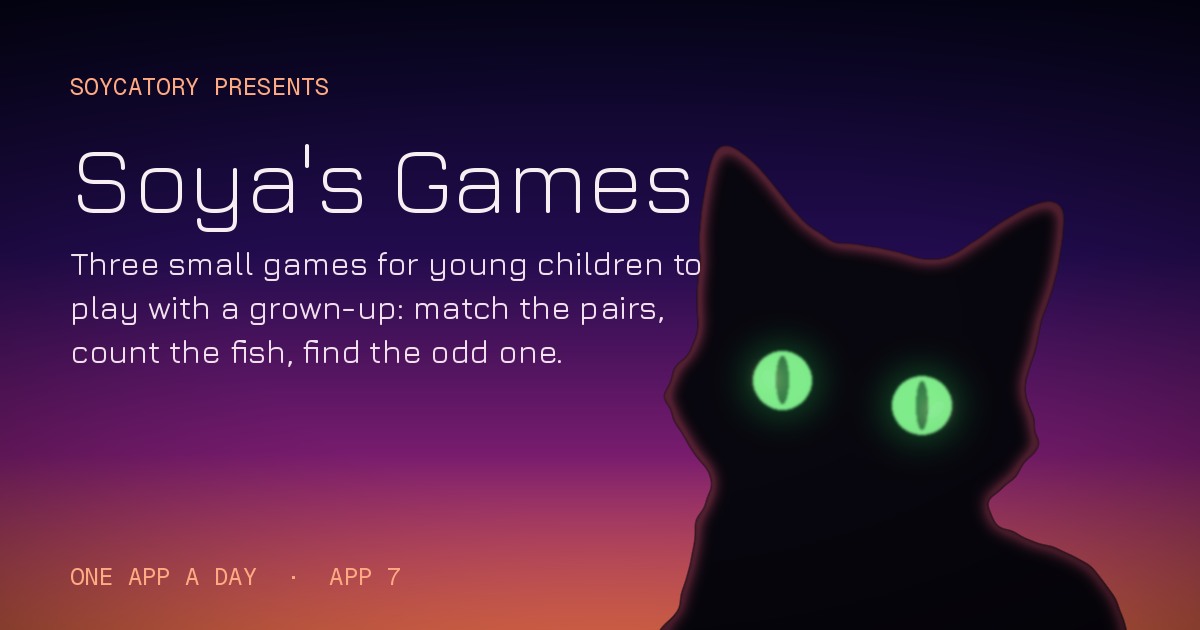 SOYCATORY PRESENTS
Soya's Games
Three small games for young children to
play with a grown-up: match the pairs,
count the fish, find the odd one.
ONE APP A DAY · APP 7